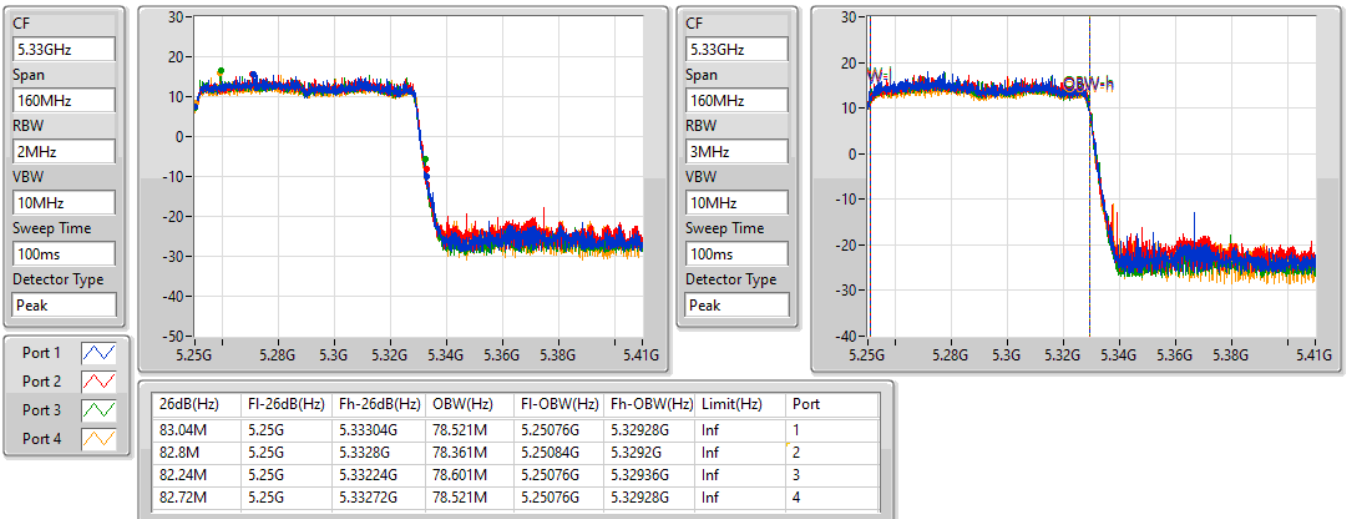 CF
5.33GHz
Span
160MHz
RBW
2MHz
VBW
10MHz
Sweep Time
100ms
Detector Type
Peak
30
20
10
0
-10
-20
-30
-40
-50
5.25G 5.28G 5.3G 5.32G 5.34G 5.36G 5.38G 5.41G
CF
5.33GHz
Span
160MHz
RBW
3MHz
VBW
10MHz
Sweep Time
100ms
Detector Type
Peak
30
20
10
0
-10
-20
-30
-40
OBW-h
5.25G 5.28G 5.3G 5.32G 5.34G 5.36G 5.38G 5.41G
Port 1
Port 2
Port 3
Port 4
26dB(Hz) Fl-26dB(Hz) Fh-26dB(Hz) OBW(Hz) Fl-OBW(Hz) Fh-OBW(Hz) Limit(Hz) Port
83.04M 5.25G 5.33304G 78.521M 5.25076G 5.32928G Inf 1
82.8M 5.25G 5.3328G 78.361M 5.25084G 5.3292G Inf 2
82.24M 5.25G 5.33224G 78.601M 5.25076G 5.32936G Inf 3
82.72M 5.25G 5.33272G 78.521M 5.25076G 5.32928G Inf 4